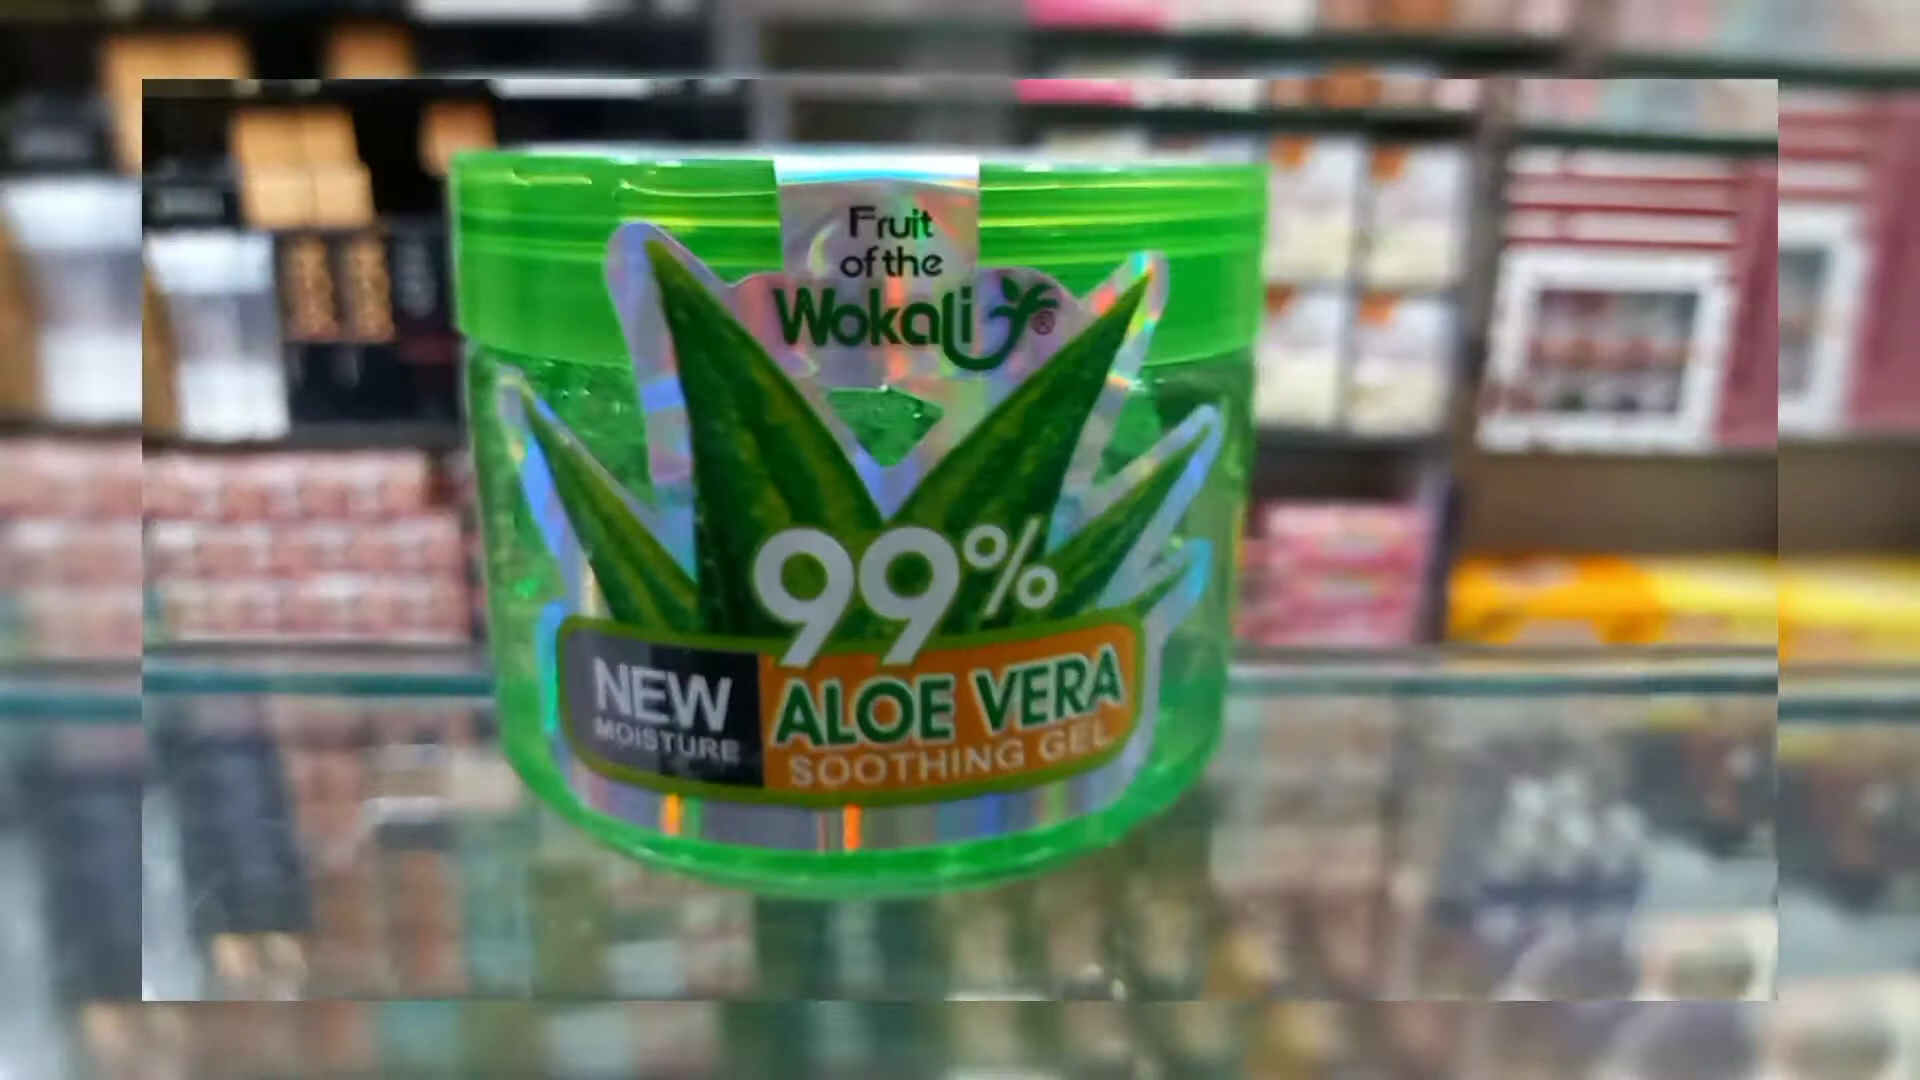 Fruit
of the
Wokali ®
99%
NEW
MOISTURE
ALOE VERA
SOOTHING GEL